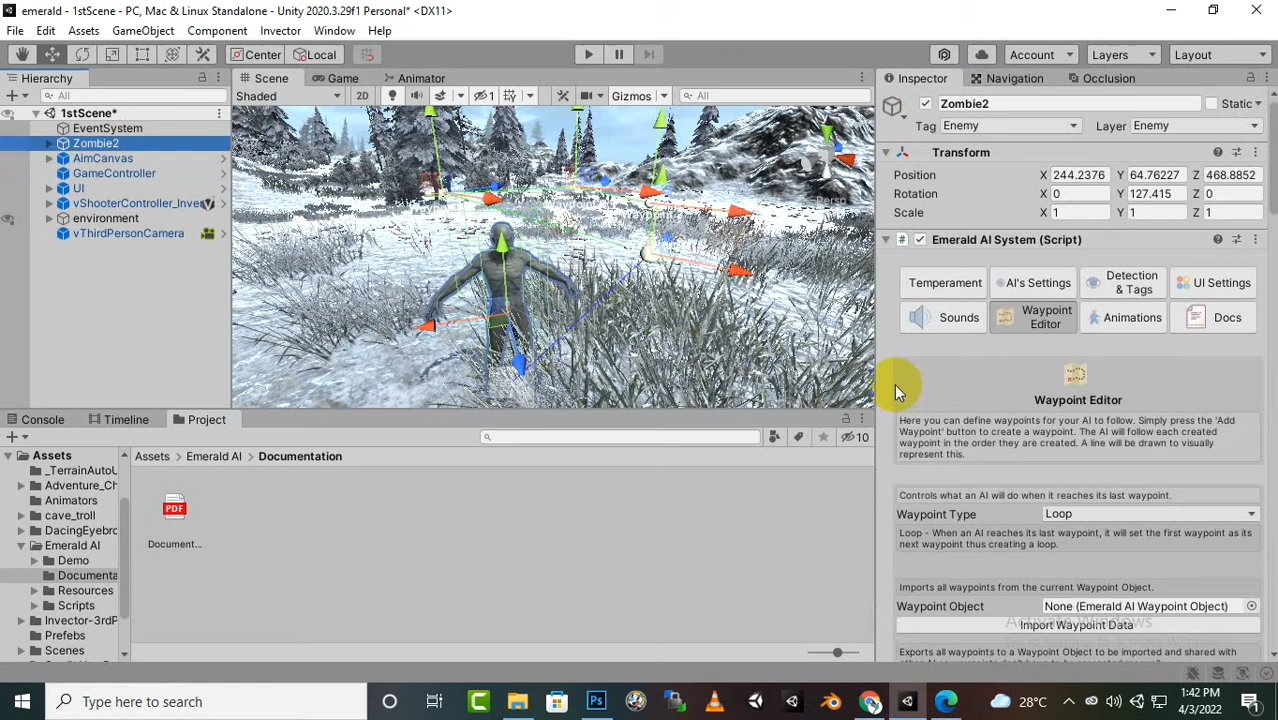 emerald - 1stScene - PC, Mac & Linux Standalone - Unity 2020.3.29f1 Personal* <DX11>
File Edit Assets GameObject Component Invector Window Help
Center Local Account Layers Layout
Hierarchy Scene Game Animator Inspector Navigation Occlusion
All Shaded 2D 1 Gizmos All Zombie2 Static
1stScene* Tag Enemy Layer Enemy
EventSystem
Zombie2 Transform
AimCanvas
GameController Position X 244.2376 Y 64.76227 Z 468.8852
UI Rotation X 0 Y 127.415 Z 0
vShooterController_Inve Persp
environment Scale X 1 Y 1 Z 1
vThirdPersonCamera
Emerald AI System (Script)
Temperament AI's Settings Detection & Tags UI Settings
Sounds Waypoint Editor Animations Docs
Waypoint Editor
Here you can define waypoints for your AI to follow. Simply press the 'Add
Waypoint' button to create a waypoint. The AI will follow each created
waypoint in the order they are created. A line will be drawn to visually
represent this.
Controls what an AI will do when it reaches its last waypoint.
Waypoint Type Loop
Loop - When an AI reaches its last waypoint, it will set the first waypoint as its
next waypoint thus creating a loop.
Imports all waypoints from the current Waypoint Object.
Waypoint Object None (Emerald AI Waypoint Object)
Activate Windows
Import Waypoint Data
Exports all waypoints to a Waypoint Object to be imported and shared with
Console Timeline Project
10
Assets Assets Emerald AI Documentation
_TerrainAutoU
Adventure_Ch
Animators
cave_troll
DacingEyebro
Emerald AI
Demo
Documenta
Resources
Scripts
Invector-3rdP
Prefebs
Scenes
PDF
Document...
Type here to search
28°C
1:42 PM
4/3/2022